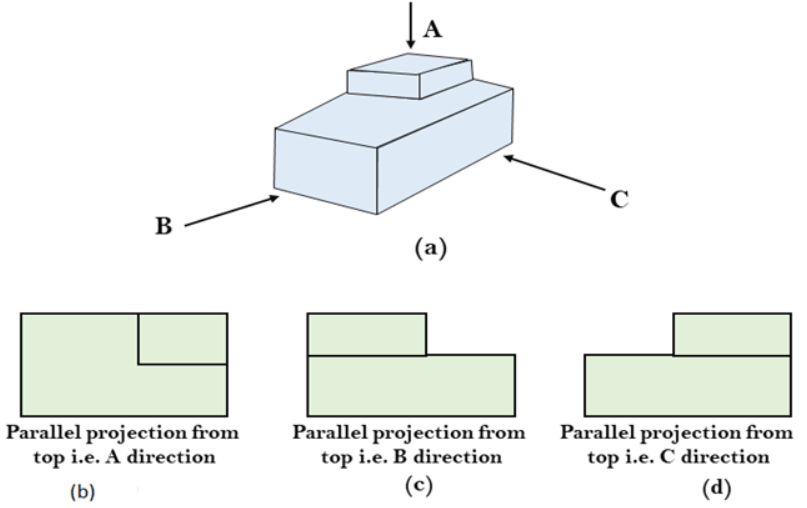 A
B
C
(a)
Parallel projection from
top i.e. A direction
(b)
Parallel projection from
top i.e. B direction
(c)
Parallel projection from
top i.e. C direction
(d)